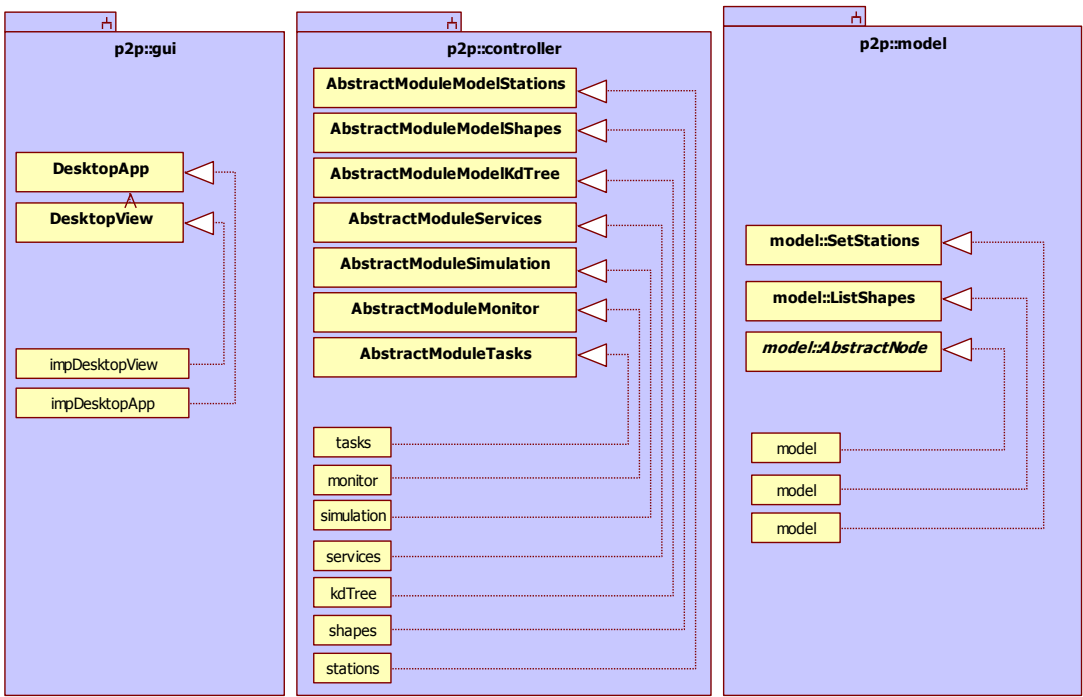 p2p::gui
DesktopApp
DesktopView
impDesktopView
impDesktopApp
p2p::controller
AbstractModuleModelStations
AbstractModuleModelShapes
AbstractModuleModelKdTree
AbstractModuleServices
AbstractModuleSimulation
AbstractModuleMonitor
AbstractModuleTasks
tasks
monitor
simulation
services
kdTree
shapes
stations
p2p::model
model::SetStations
model::ListShapes
model::AbstractNode
model
model
model